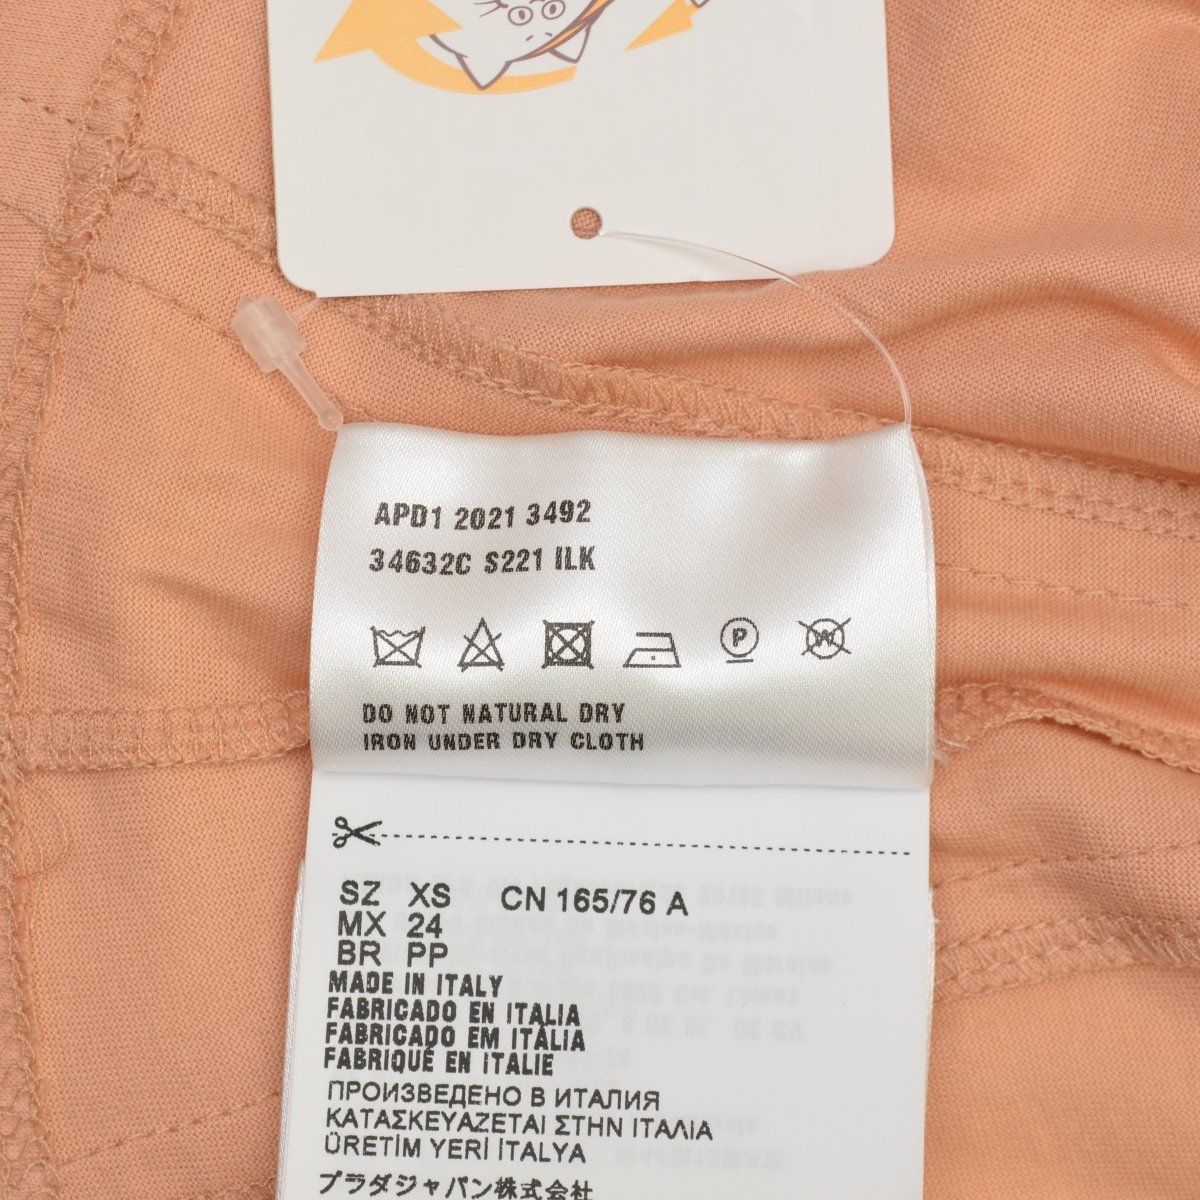 APD1 2021 3492
34632C S221 ILK
P
W
DO NOT NATURAL DRY
IRON UNDER DRY CLOTH
SZ XS CN 165/76 A
MX 24
BR PP
MADE IN ITALY
FABRICADO EN ITALIA
FABRICADO EM ITÁLIA
FABRIQUÉ EN ITALIE
ПРОИЗВЕДЕНО В ИТАЛИЯ
ΚΑΤΑΣΚΕΥΑΖΕΤΑΙ ΣΤΗΝ ΙΤΑΛΙΑ
ÜRETİM YERİ İTALYA
プラダジャパン株式会社